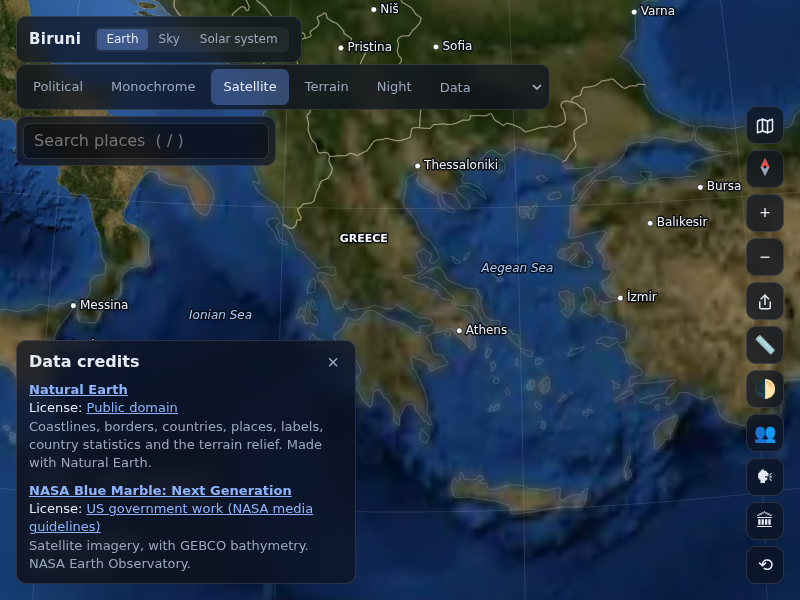 Niš
Varna
Biruni
Earth
Sky
Solar system
Pristina
Sofia
Political
Monochrome
Satellite
Terrain
Night
Data
Search places ( / )
Thessaloniki
Bursa
Balıkesir
GREECE
Aegean Sea
+
−
Messina
Ionian Sea
İzmir
Athens
Data credits
×
Natural Earth
License: Public domain
Coastlines, borders, countries, places, labels,
country statistics and the terrain relief. Made
with Natural Earth.
NASA Blue Marble: Next Generation
License: US government work (NASA media
guidelines)
Satellite imagery, with GEBCO bathymetry.
NASA Earth Observatory.